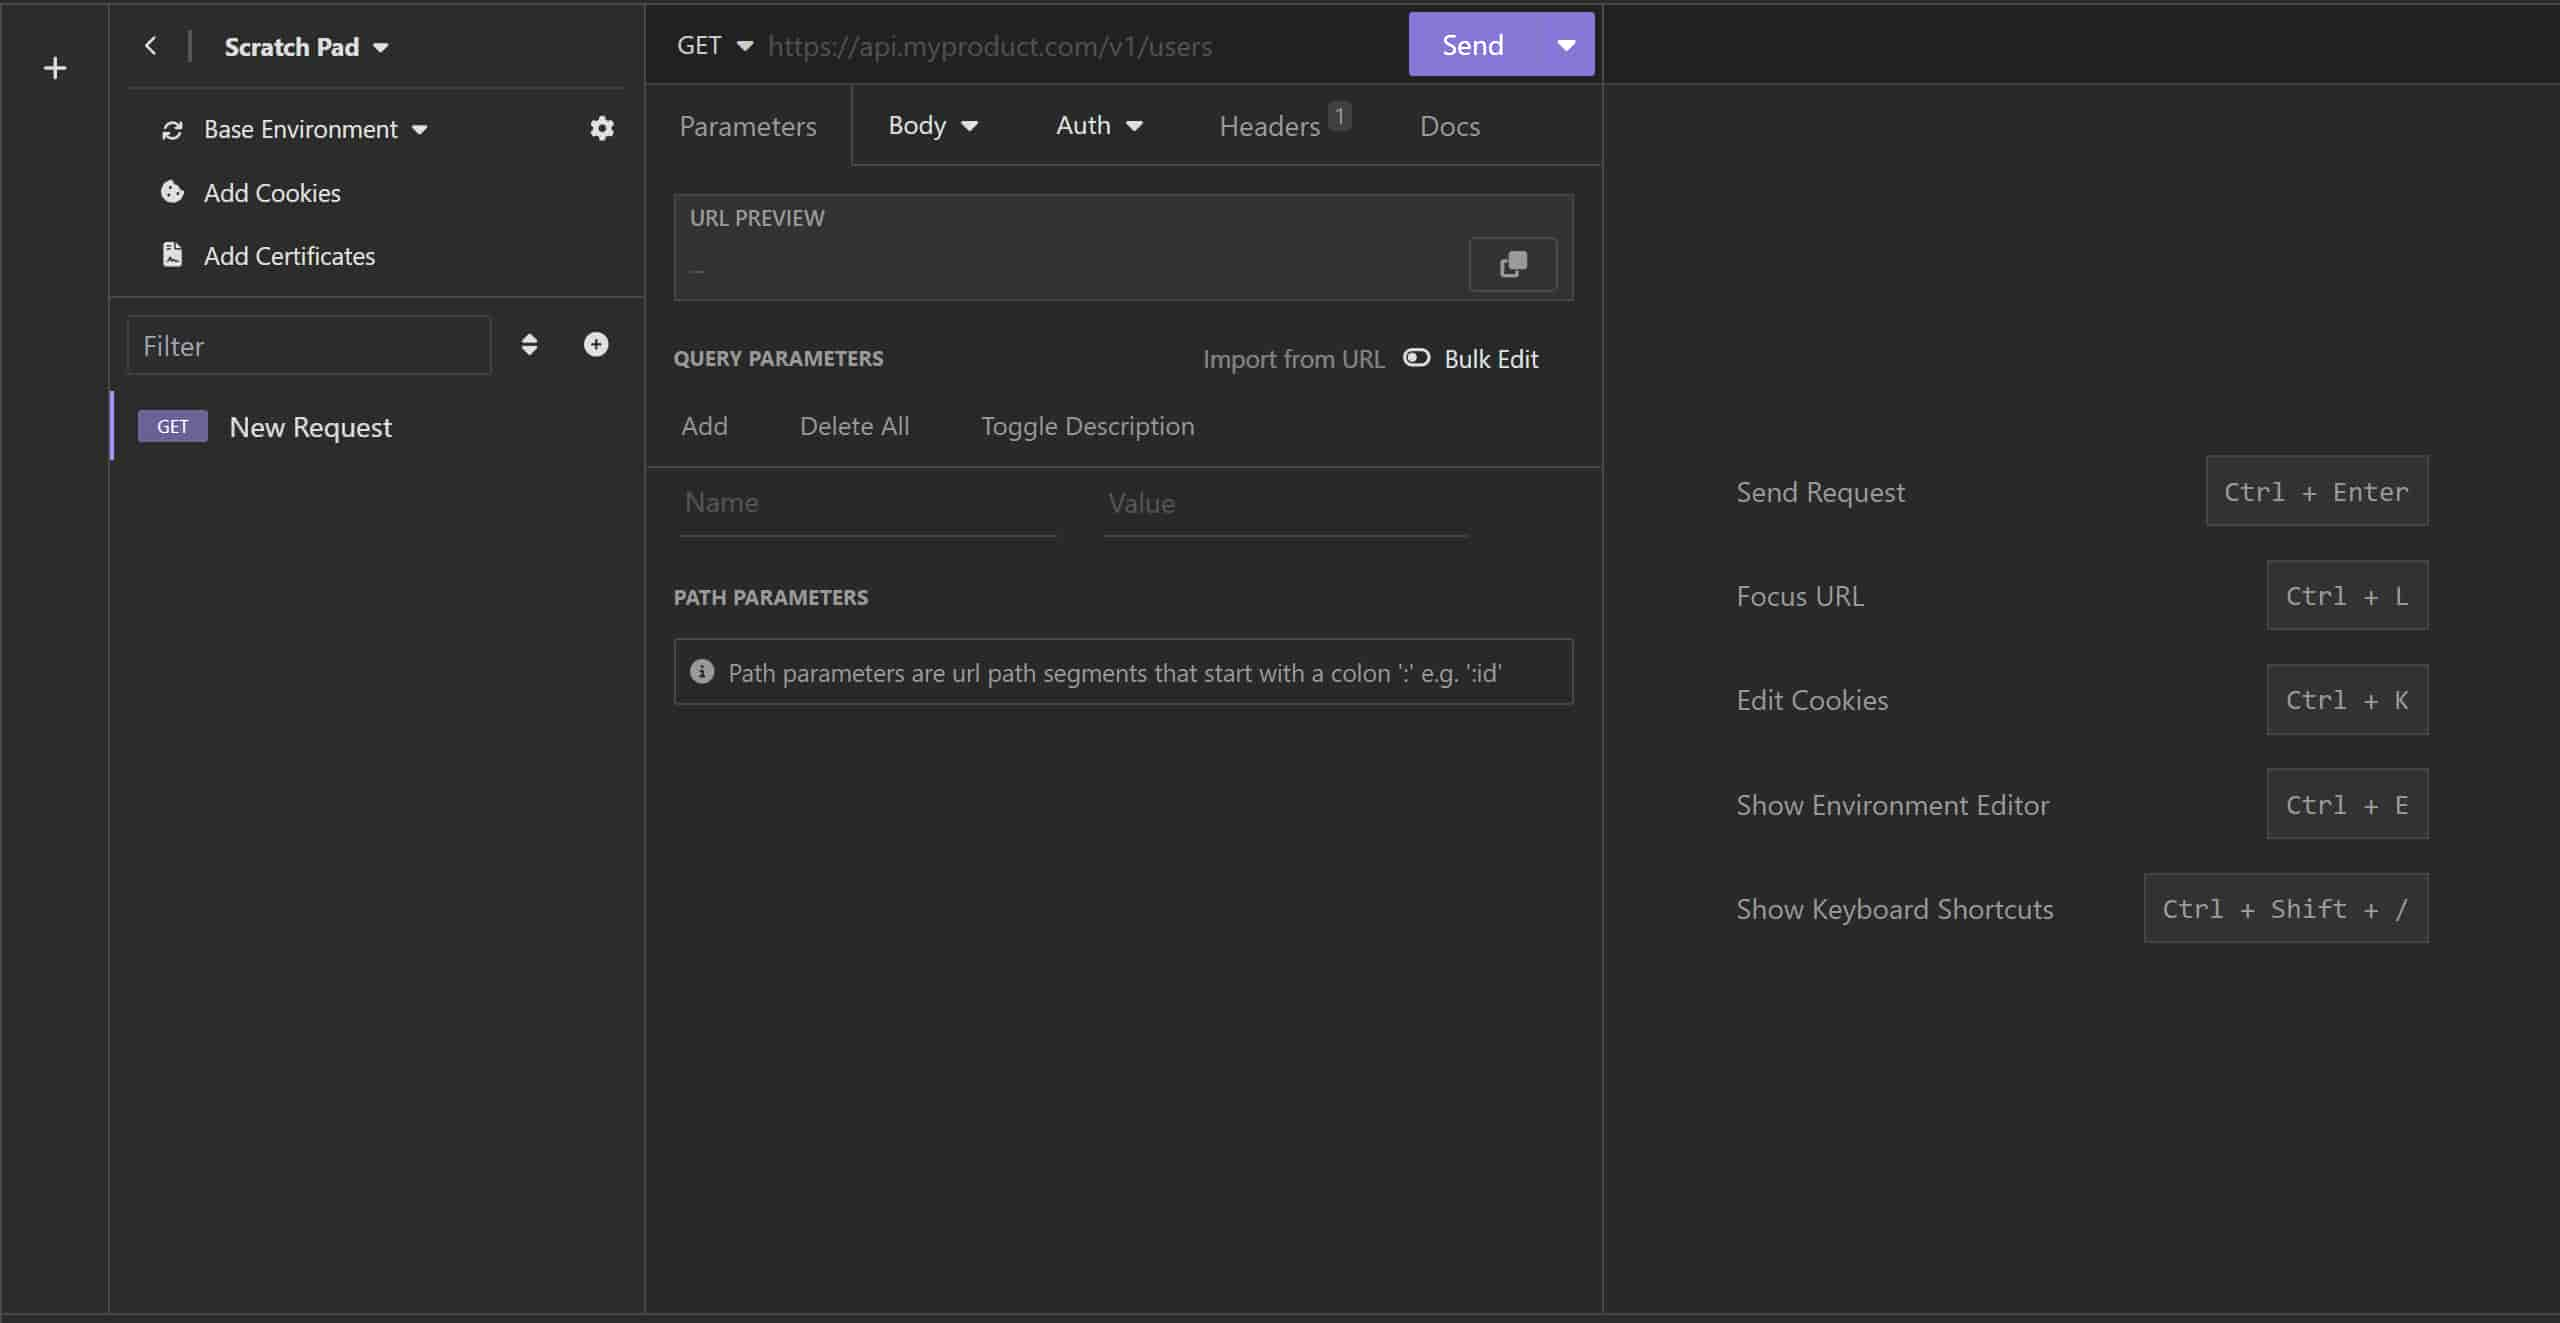 Scratch Pad
Base Environment
Add Cookies
Add Certificates
Filter
GET New Request
GET https://api.myproduct.com/v1/users Send
Parameters Body Auth Headers 1 Docs
URL PREVIEW
...
QUERY PARAMETERS Import from URL Bulk Edit
Add Delete All Toggle Description
Name Value
PATH PARAMETERS
Path parameters are url path segments that start with a colon ':' e.g. ':id'
Send Request Ctrl + Enter
Focus URL Ctrl + L
Edit Cookies Ctrl + K
Show Environment Editor Ctrl + E
Show Keyboard Shortcuts Ctrl + Shift + /